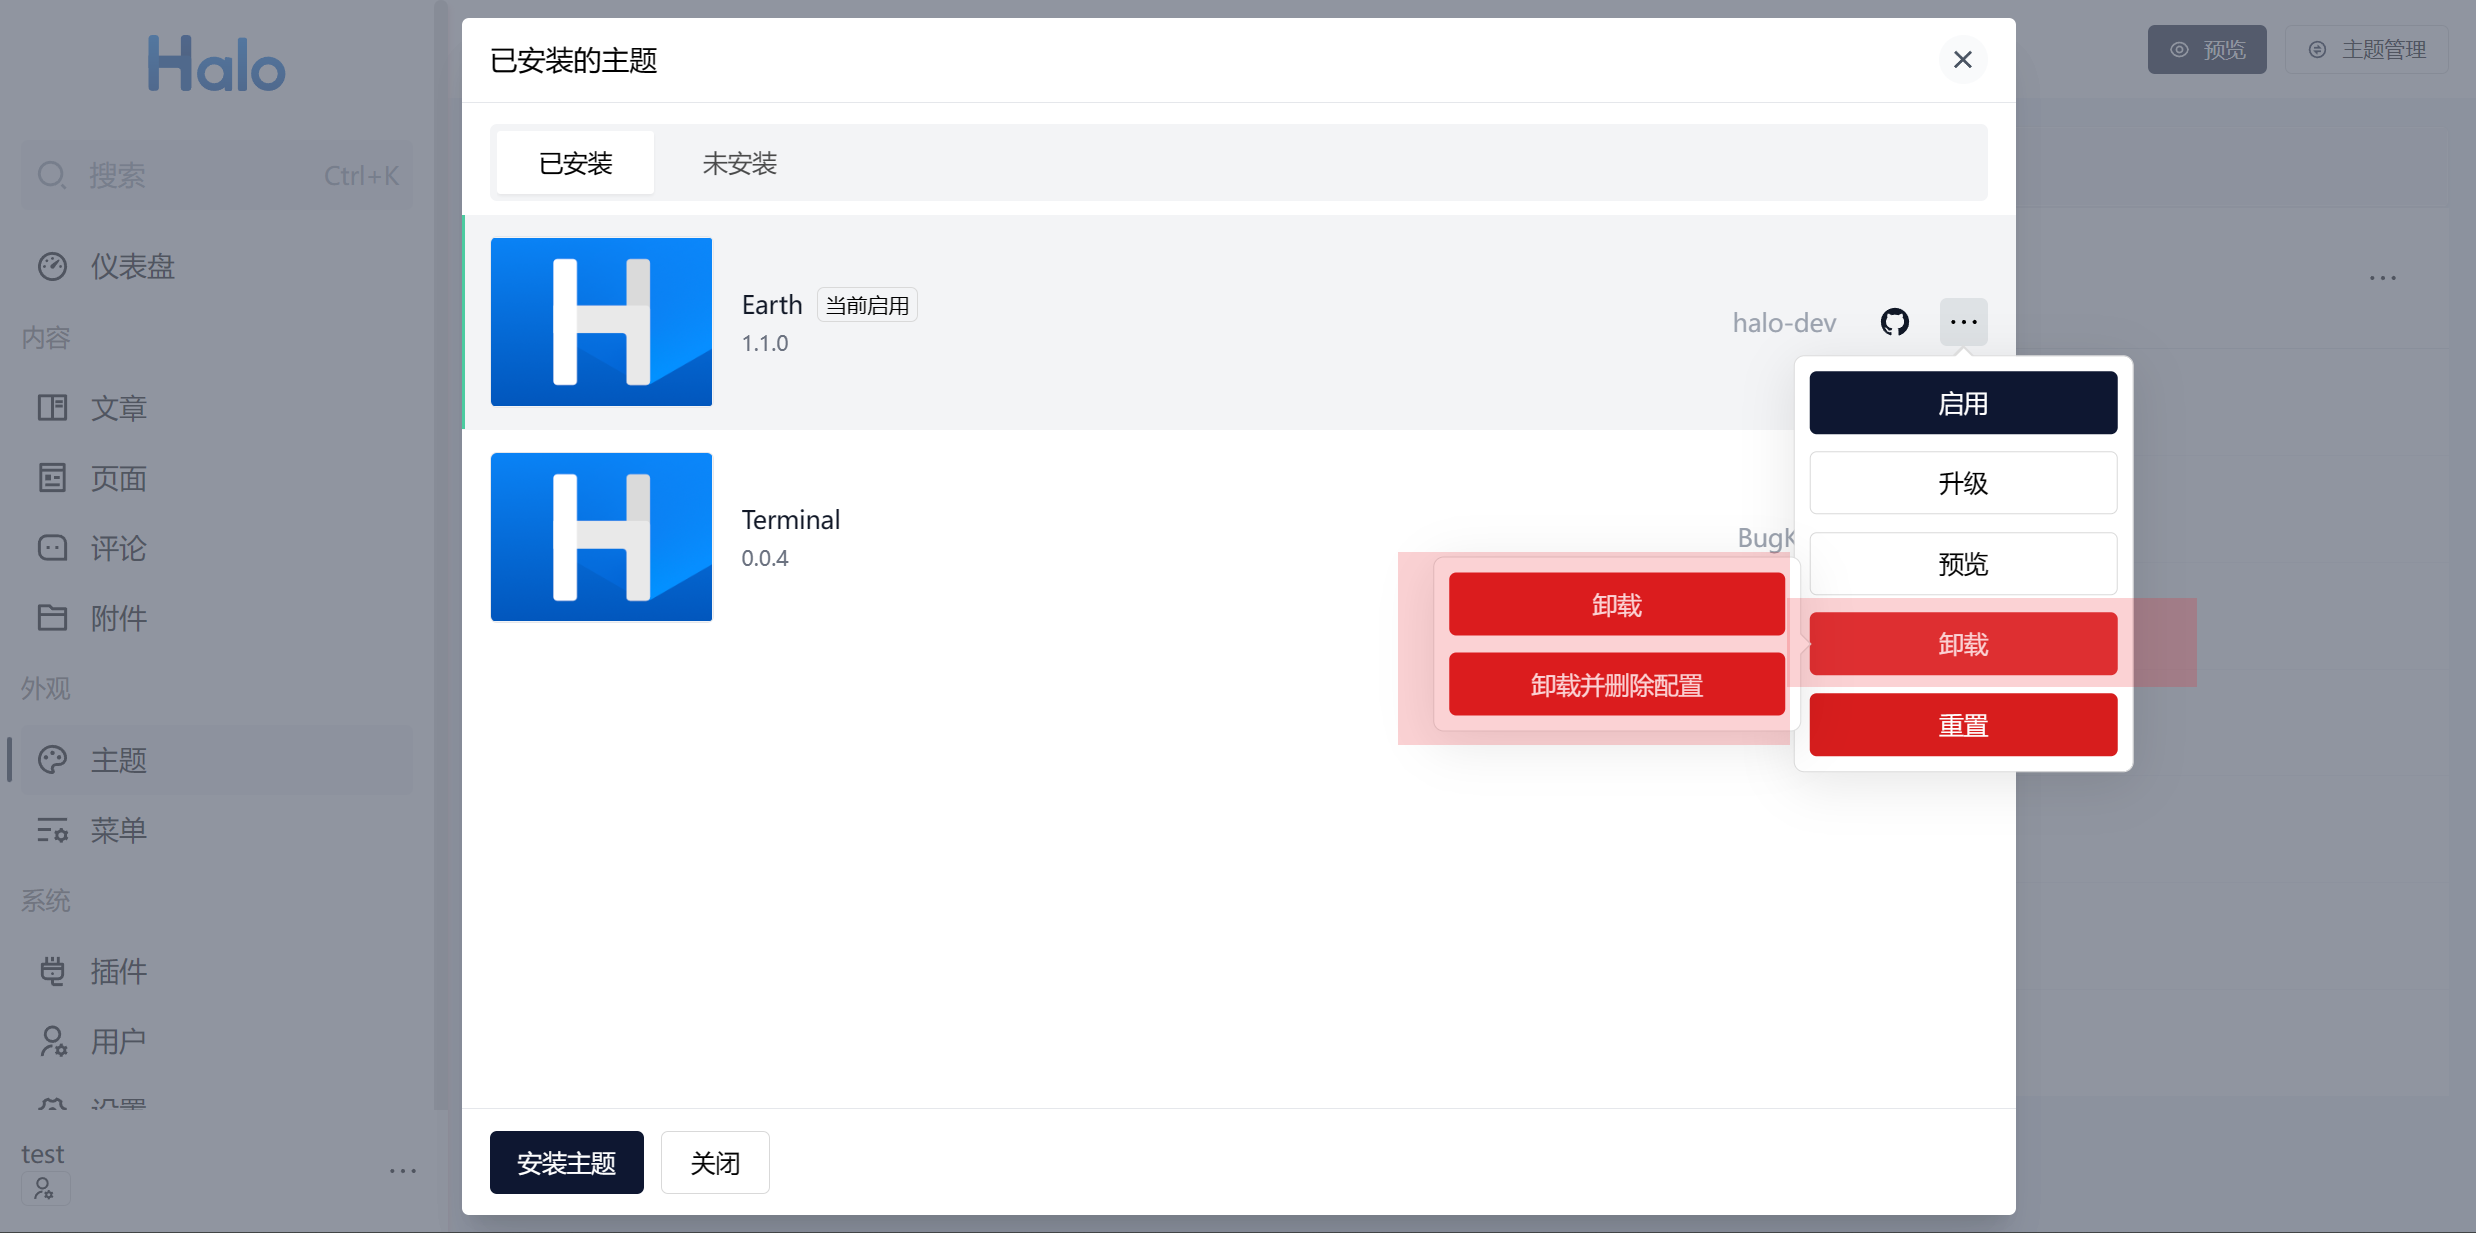 Halo
搜索 Ctrl+K
仪表盘
内容
文章
页面
评论
附件
外观
主题
菜单
系统
插件
用户
设置
test
已安装的主题
预览
主题管理
已安装 未安装
Earth 当前启用
1.1.0
halo-dev
Terminal
0.0.4
BugK
启用
升级
预览
卸载
重置
卸载
卸载并删除配置
安装主题 关闭